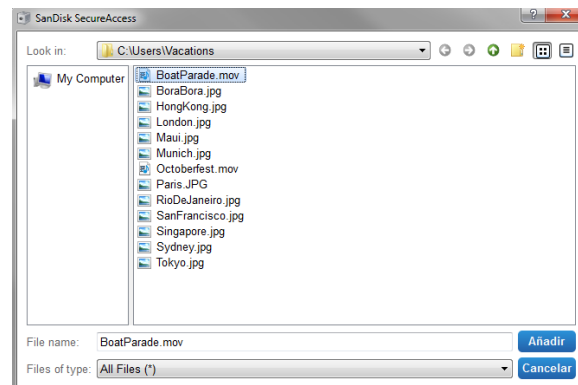 SanDisk SecureAccess
Look in: C:\Users\Vacations
My Computer
BoatParade.mov
BoraBora.jpg
HongKong.jpg
London.jpg
Maui.jpg
Munich.jpg
Octoberfest.mov
Paris.JPG
RioDeJaneiro.jpg
SanFrancisco.jpg
Singapore.jpg
Sydney.jpg
Tokyo.jpg
File name: BoatParade.mov Añadir
Files of type: All Files (*) Cancelar